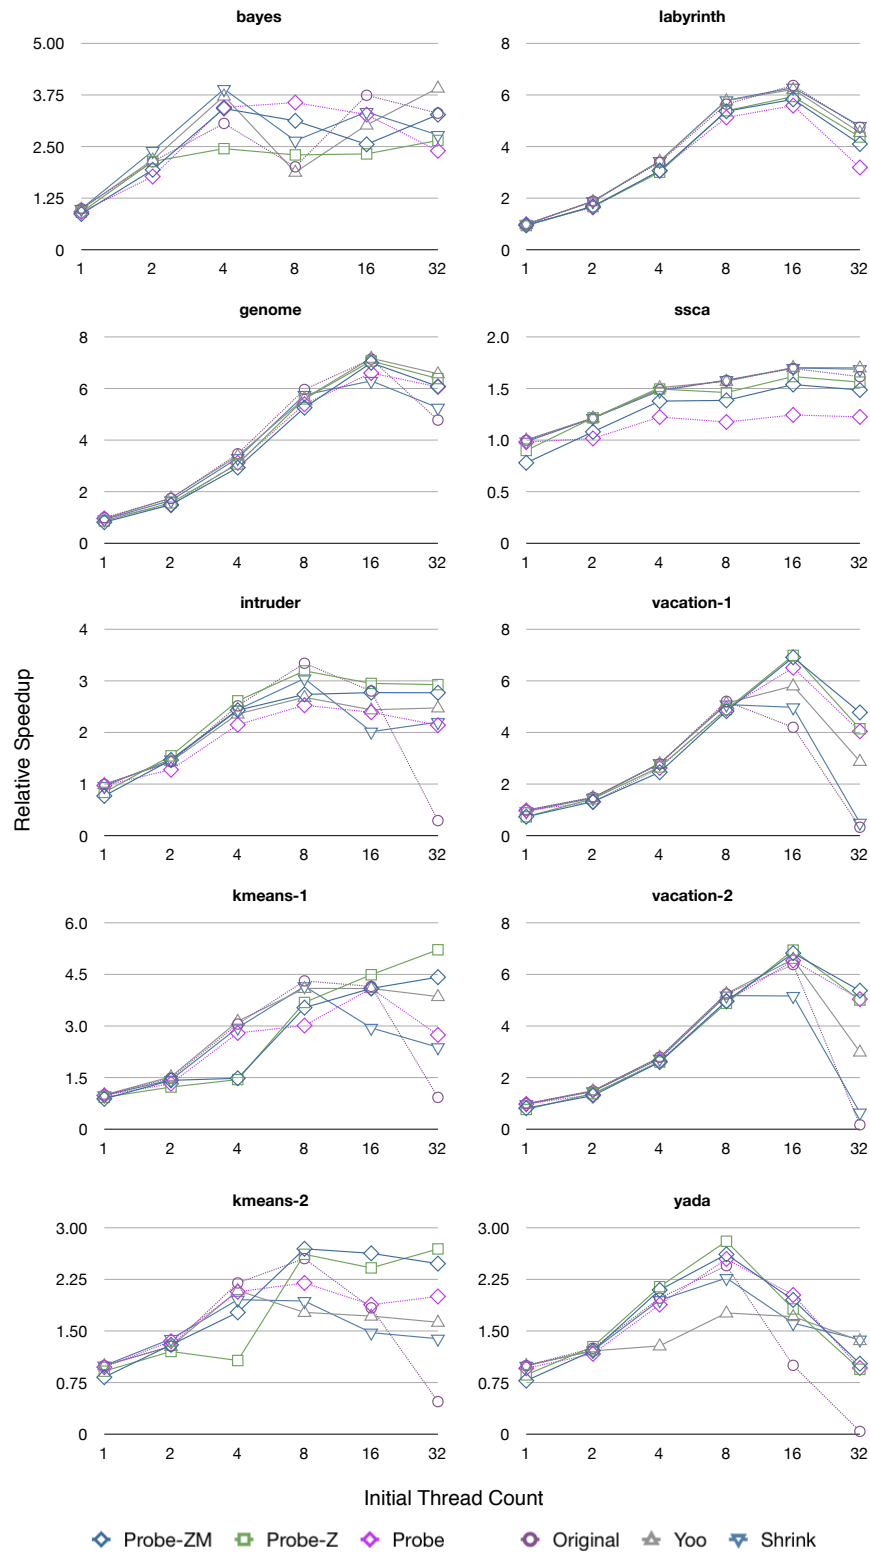 bayes
5.00
3.75
2.50
1.25
0
1 2 4 8 16 32
labyrinth
8
6
4
2
0
1 2 4 8 16 32
genome
8
6
4
2
0
1 2 4 8 16 32
ssca
2.0
1.5
1.0
0.5
0
1 2 4 8 16 32
intruder
4
3
2
1
0
1 2 4 8 16 32
vacation-1
8
6
4
2
0
1 2 4 8 16 32
Relative Speedup
kmeans-1
6.0
4.5
3.0
1.5
0
1 2 4 8 16 32
vacation-2
8
6
4
2
0
1 2 4 8 16 32
kmeans-2
3.00
2.25
1.50
0.75
0
1 2 4 8 16 32
yada
3.00
2.25
1.50
0.75
0
1 2 4 8 16 32
Initial Thread Count
Probe-ZM Probe-Z Probe Original Yoo Shrink